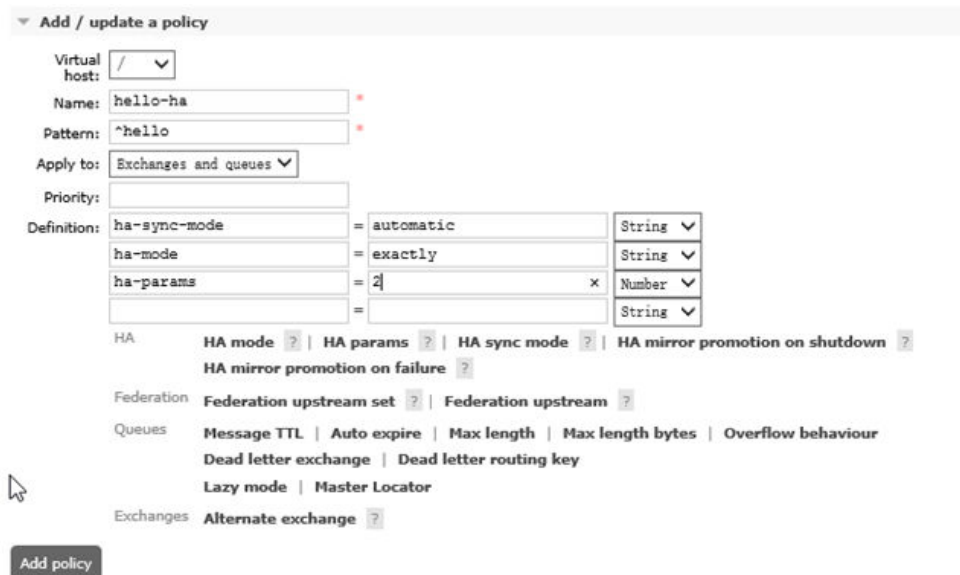 Add / update a policy
Virtual host: /
Name: hello-ha *
Pattern: ^hello *
Apply to: Exchanges and queues
Priority:
Definition: ha-sync-mode = automatic String
ha-mode = exactly String
ha-params = 2 × Number
= String
HA HA mode ? | HA params ? | HA sync mode ? | HA mirror promotion on shutdown ?
HA mirror promotion on failure ?
Federation Federation upstream set ? | Federation upstream ?
Queues Message TTL | Auto expire | Max length | Max length bytes | Overflow behaviour
Dead letter exchange | Dead letter routing key
Lazy mode | Master Locator
Exchanges Alternate exchange ?
Add policy